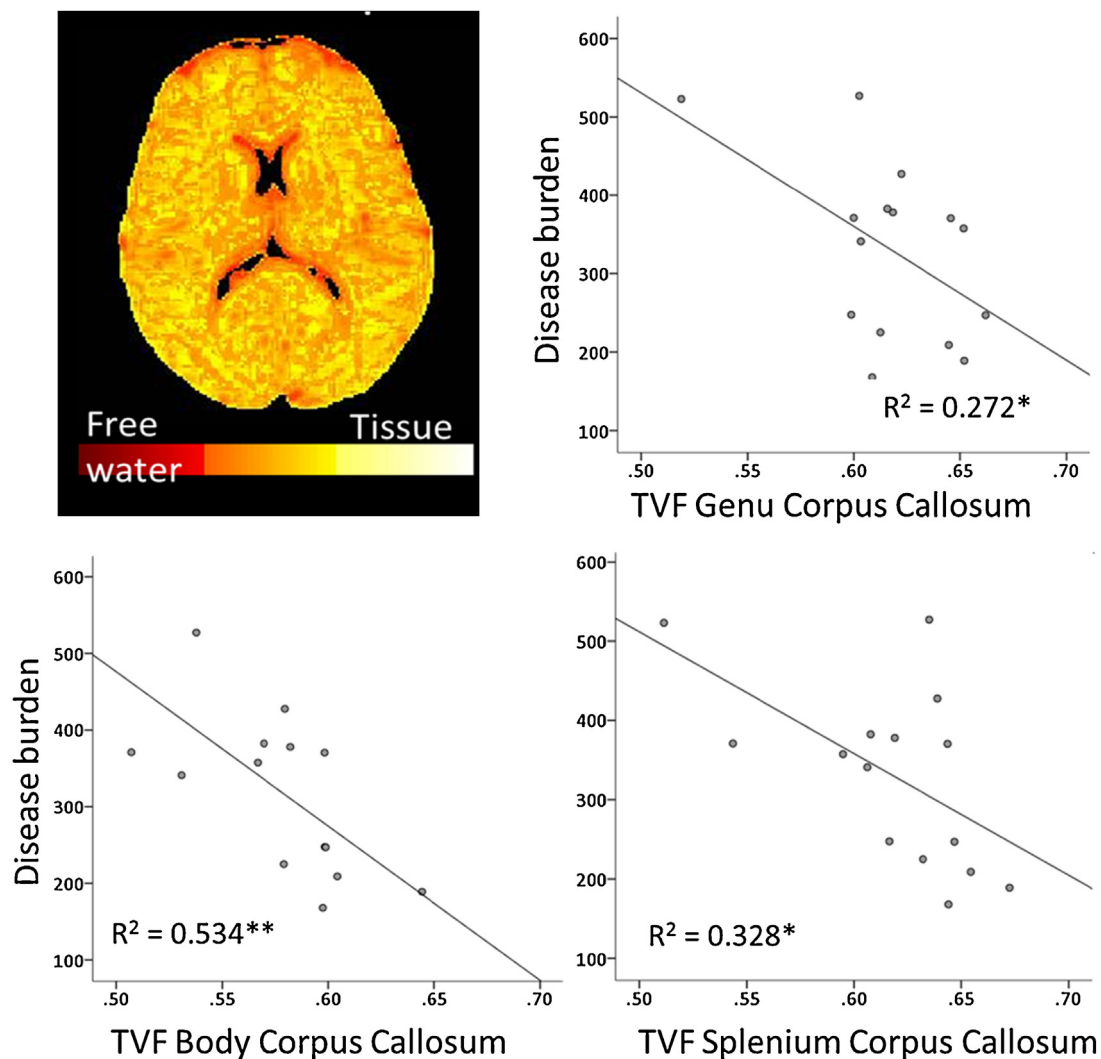 Free
water
Tissue
600
500
400
300
200
100
Disease burden
R² = 0.272*
.50 .55 .60 .65 .70
TVF Genu Corpus Callosum
600
500
400
300
200
100
Disease burden
R² = 0.534**
.50 .55 .60 .65 .70
TVF Body Corpus Callosum
600
500
400
300
200
100
R² = 0.328*
.50 .55 .60 .65 .70
TVF Splenium Corpus Callosum